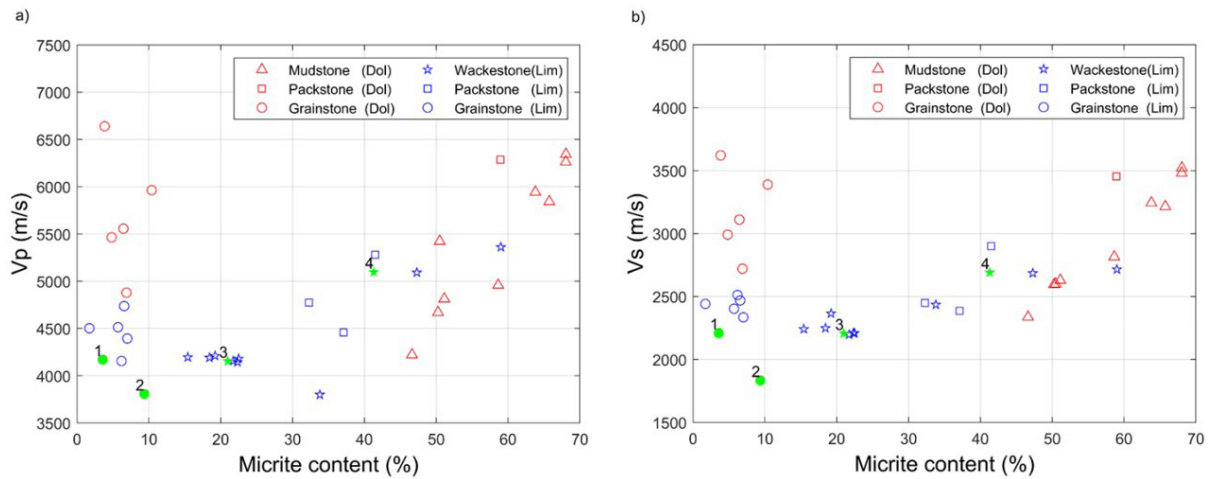 a)
7500
7000
6500
6000
5500
5000
4500
4000
3500
Vp (m/s)
Mudstone (Dol)
Packstone (Dol)
Grainstone (Dol)
Wackestone(Lim)
Packstone (Lim)
Grainstone (Lim)
1
2
3
4
0 10 20 30 40 50 60 70
Micrite content (%)
b)
4500
4000
3500
3000
2500
2000
1500
Vs (m/s)
Mudstone (Dol)
Packstone (Dol)
Grainstone (Dol)
Wackestone(Lim)
Packstone (Lim)
Grainstone (Lim)
1
2
3
4
0 10 20 30 40 50 60 70
Micrite content (%)